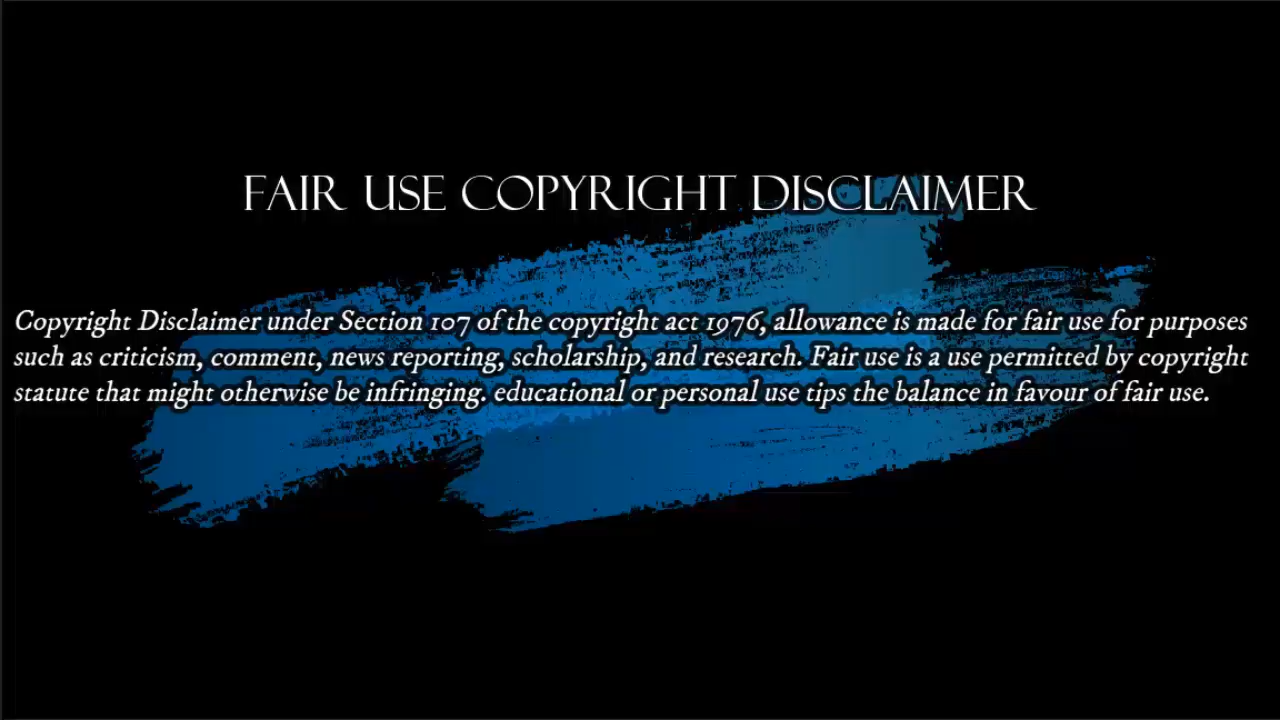 FAIR USE COPYRIGHT DISCLAIMER
Copyright Disclaimer under Section 107 of the copyright act 1976, allowance is made for fair use for purposes
such as criticism, comment, news reporting, scholarship, and research. Fair use is a use permitted by copyright
statute that might otherwise be infringing. educational or personal use tips the balance in favour of fair use.